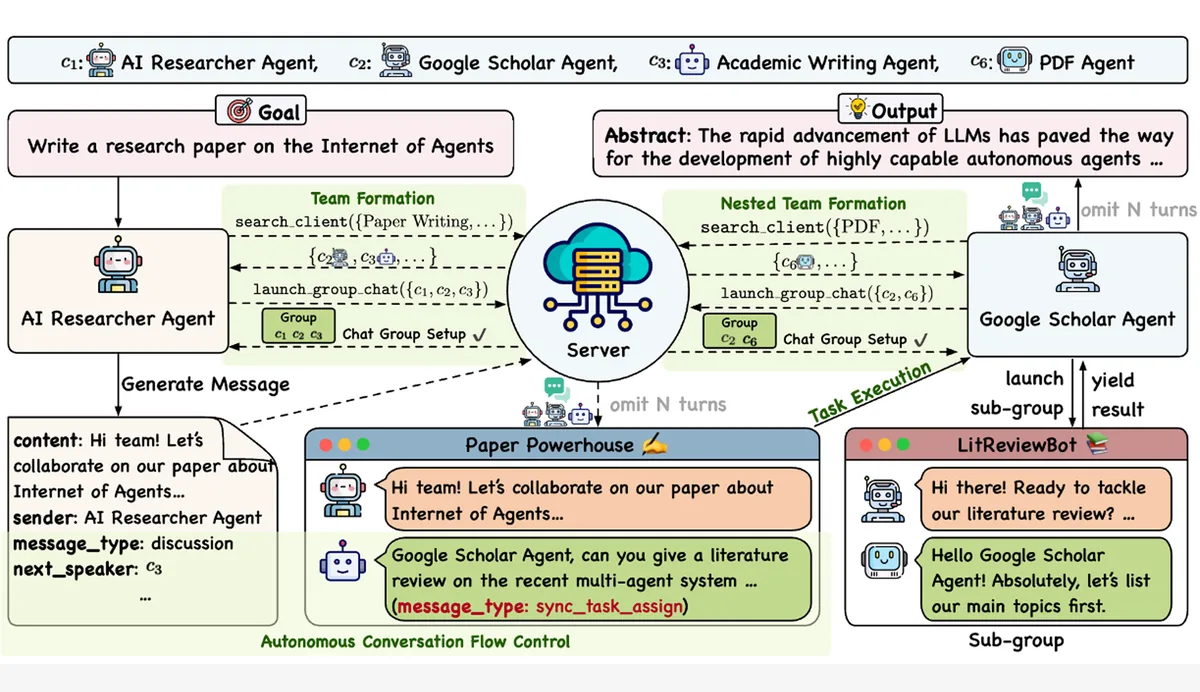 c1: AI Researcher Agent, c2: Google Scholar Agent, c3: Academic Writing Agent, c6: PDF Agent
Goal
Write a research paper on the Internet of Agents
Output
Abstract: The rapid advancement of LLMs has paved the way
for the development of highly capable autonomous agents ...
Team Formation
search_client({Paper Writing,...})
{c2, c3,...}
launch_group_chat({c1, c2, c3})
Group
c1 c2 c3
Chat Group Setup ✓
AI Researcher Agent
Server
Nested Team Formation
search_client({PDF,...})
{c6,...}
launch_group_chat({c2, c6})
Group
c2 c6
Chat Group Setup ✓
omit N turns
Google Scholar Agent
Generate Message
content: Hi team! Let's
collaborate on our paper about
Internet of Agents...
sender: AI Researcher Agent
message_type: discussion
next_speaker: c3
...
omit N turns
Task Execution
launch
sub-group
yield
result
Paper Powerhouse
Hi team! Let's collaborate on our paper about
Internet of Agents...
Google Scholar Agent, can you give a literature
review on the recent multi-agent system ...
(message_type: sync_task_assign)
Autonomous Conversation Flow Control
LitReviewBot
Hi there! Ready to tackle
our literature review? ...
Hello Google Scholar
Agent! Absolutely, let's list
our main topics first.
Sub-group